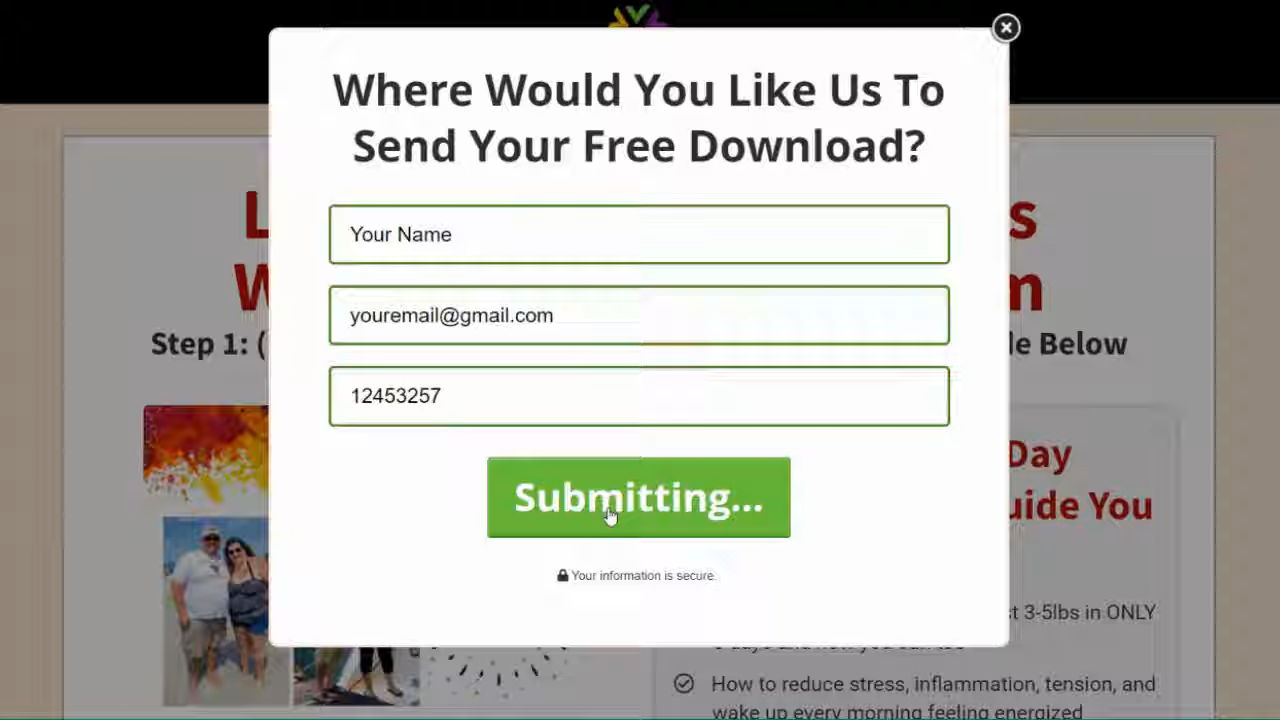 Where Would You Like Us To
Send Your Free Download?
Your Name
youremail@gmail.com
12453257
Submitting...
Your information is secure.
Step 1: (
Below
Day
You
3-5lbs in ONLY
How to reduce stress, inflammation, tension, and
wake up every morning feeling energized